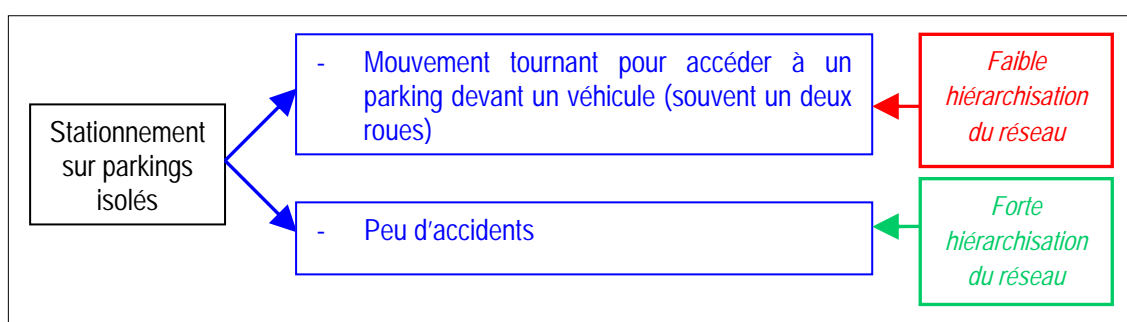 Stationnement
sur parkings
isolés
- Mouvement tournant pour accéder à un
parking devant un véhicule (souvent un deux
roues)
Faible
hiérarchisation
du réseau
- Peu d'accidents
Forte
hiérarchisation
du réseau